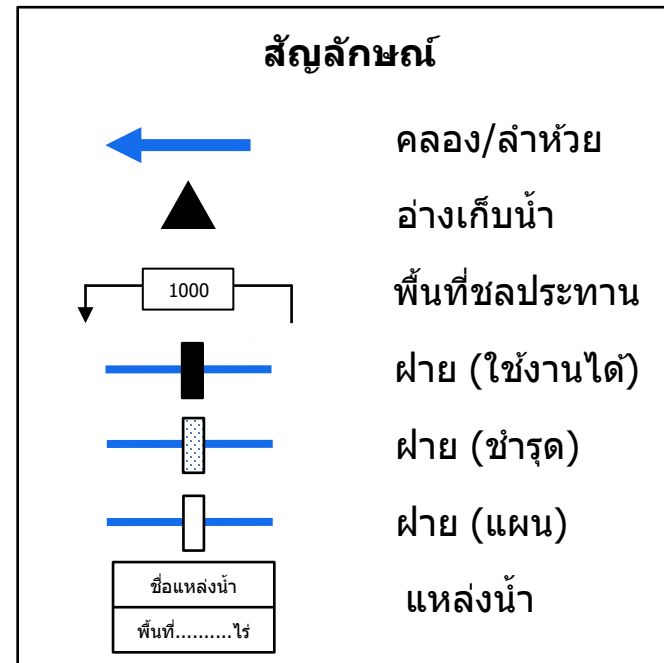 สัญลักษณ์
คลอง/ลำห้วย
อ่างเก็บน้ำ
1000
พื้นที่ชลประทาน
ฝาย (ใช้งานได้)
ฝาย (ชำรุด)
ฝาย (แผน)
ชื่อแหล่งน้ำ
พื้นที่..........ไร่
แหล่งน้ำ